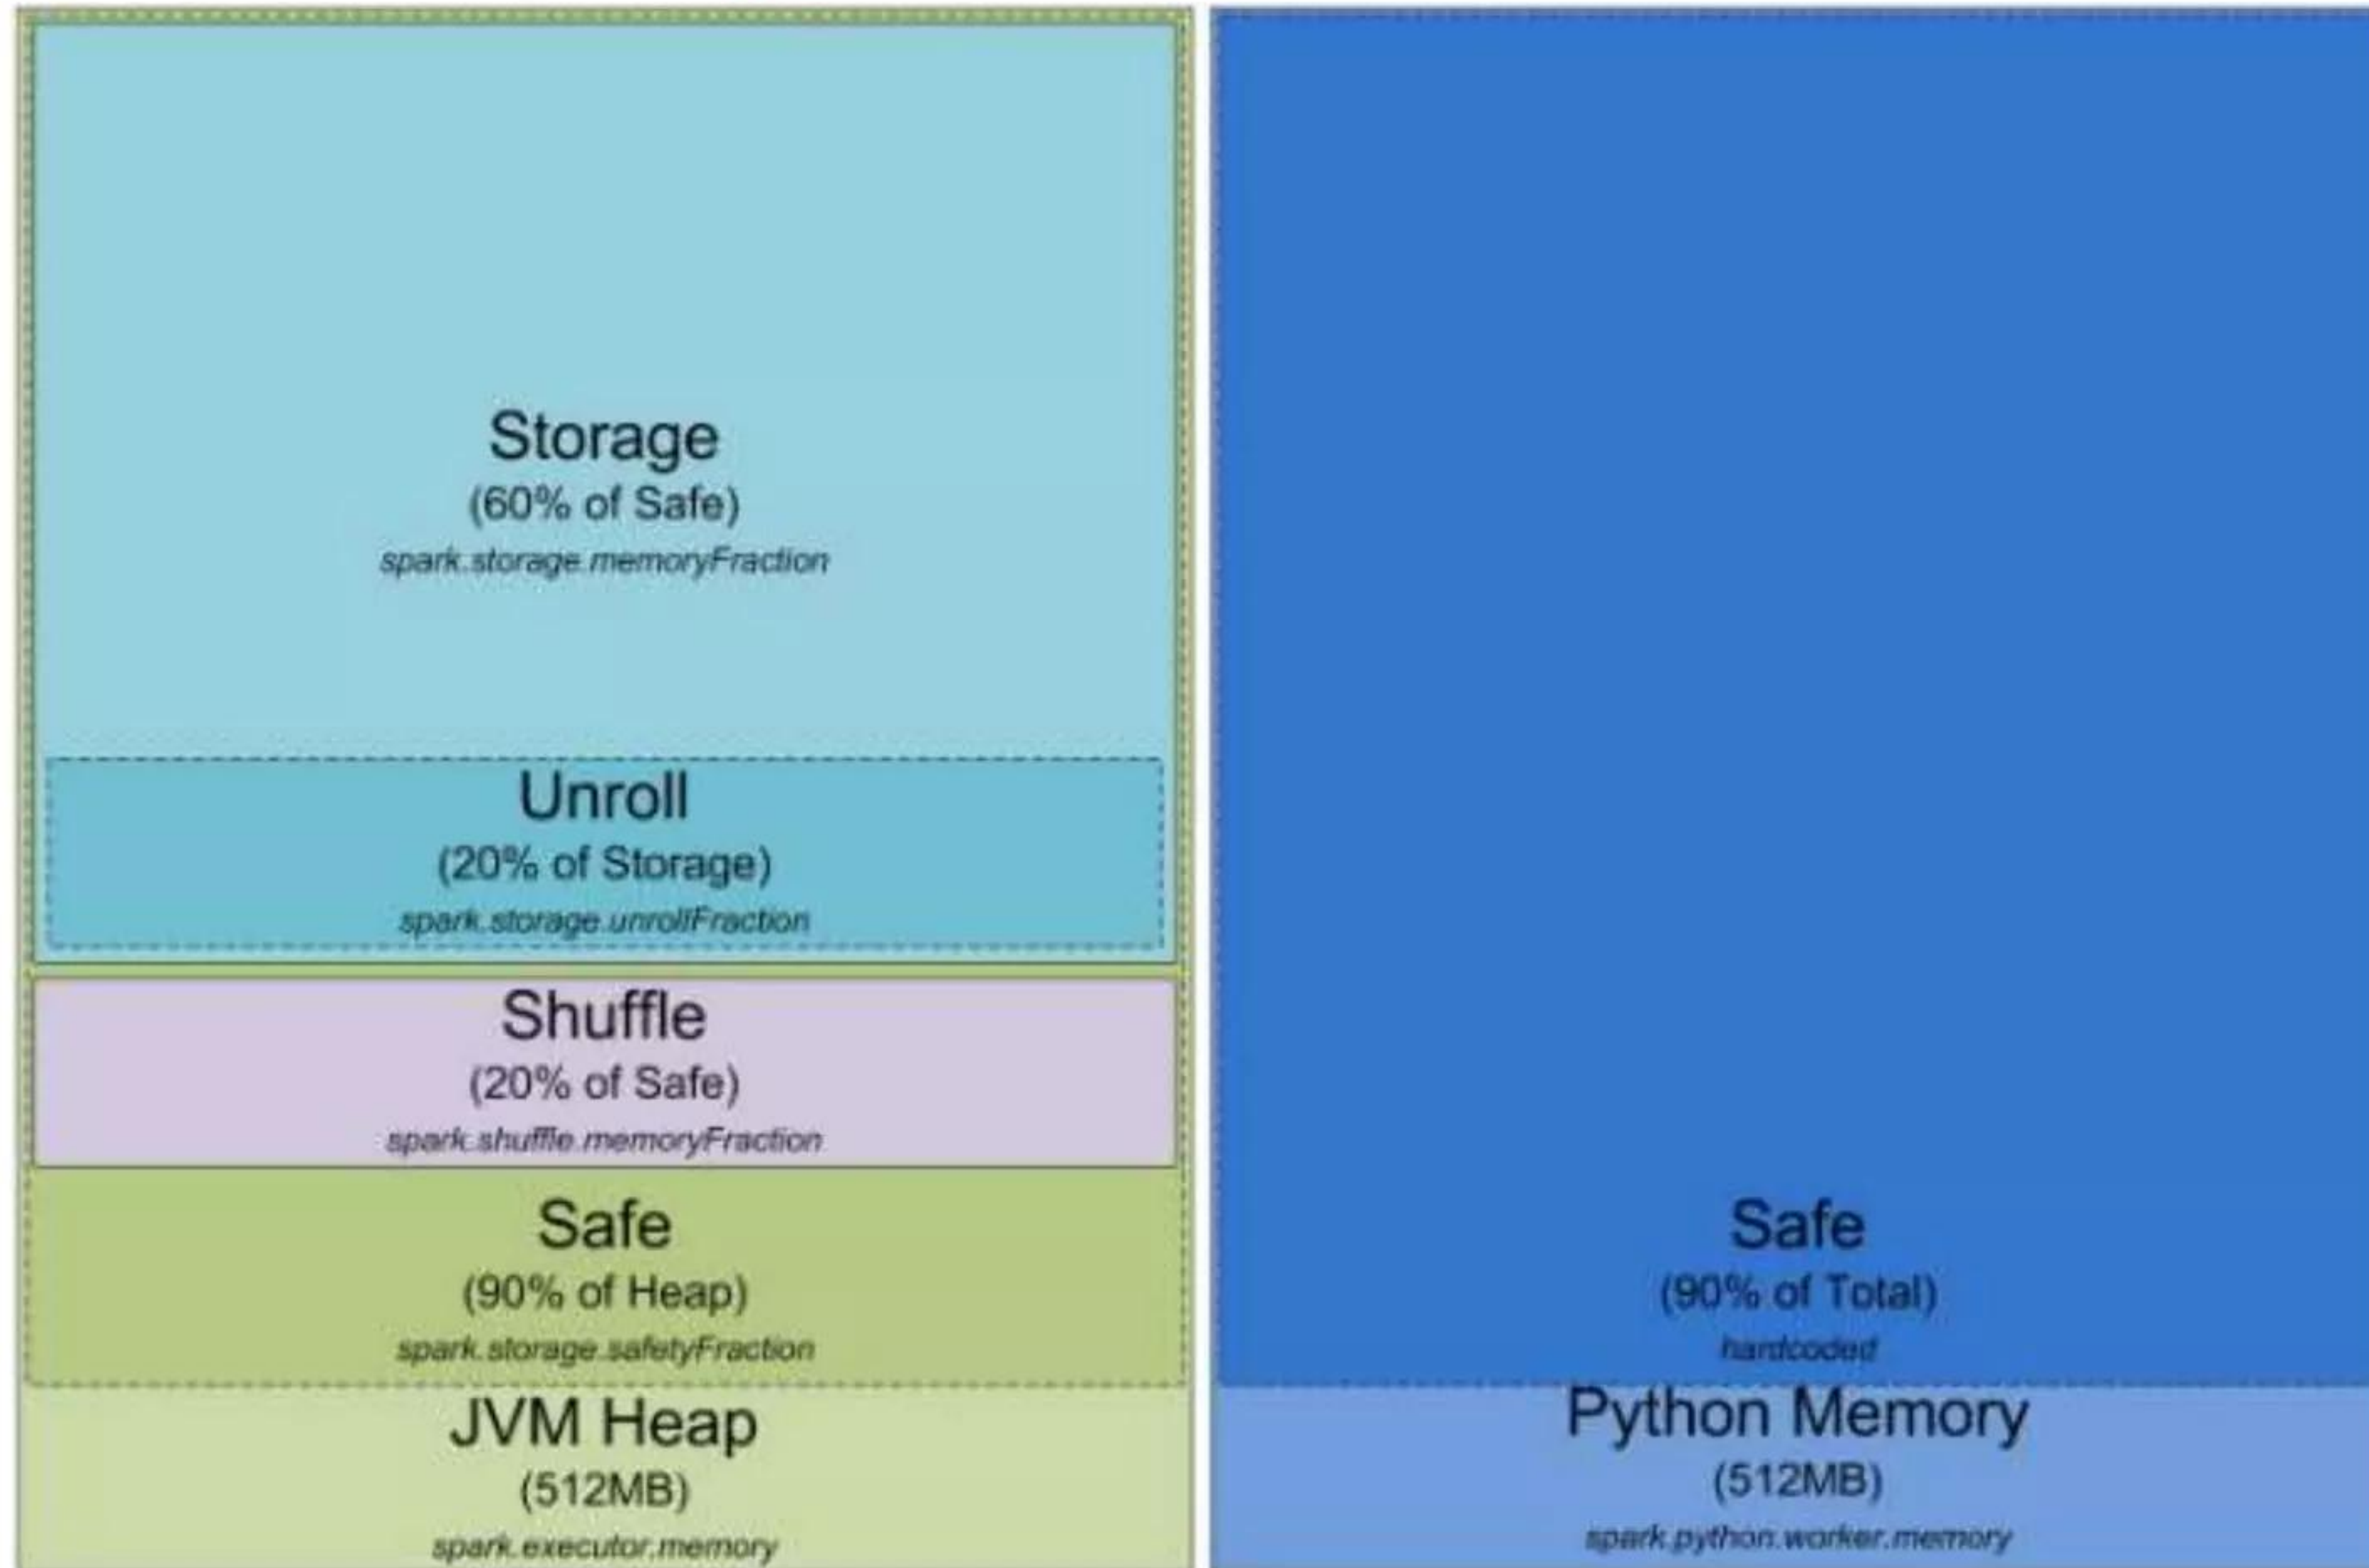 Storage
(60% of Safe)
spark.storage.memoryFraction
Unroll
(20% of Storage)
spark.storage.unrollFraction
Shuffle
(20% of Safe)
spark.shuffle.memoryFraction
Safe
(90% of Heap)
spark.storage.safetyFraction
JVM Heap
(512MB)
spark.executor.memory
Safe
(90% of Total)
hardcoded
Python Memory
(512MB)
spark.python.worker.memory